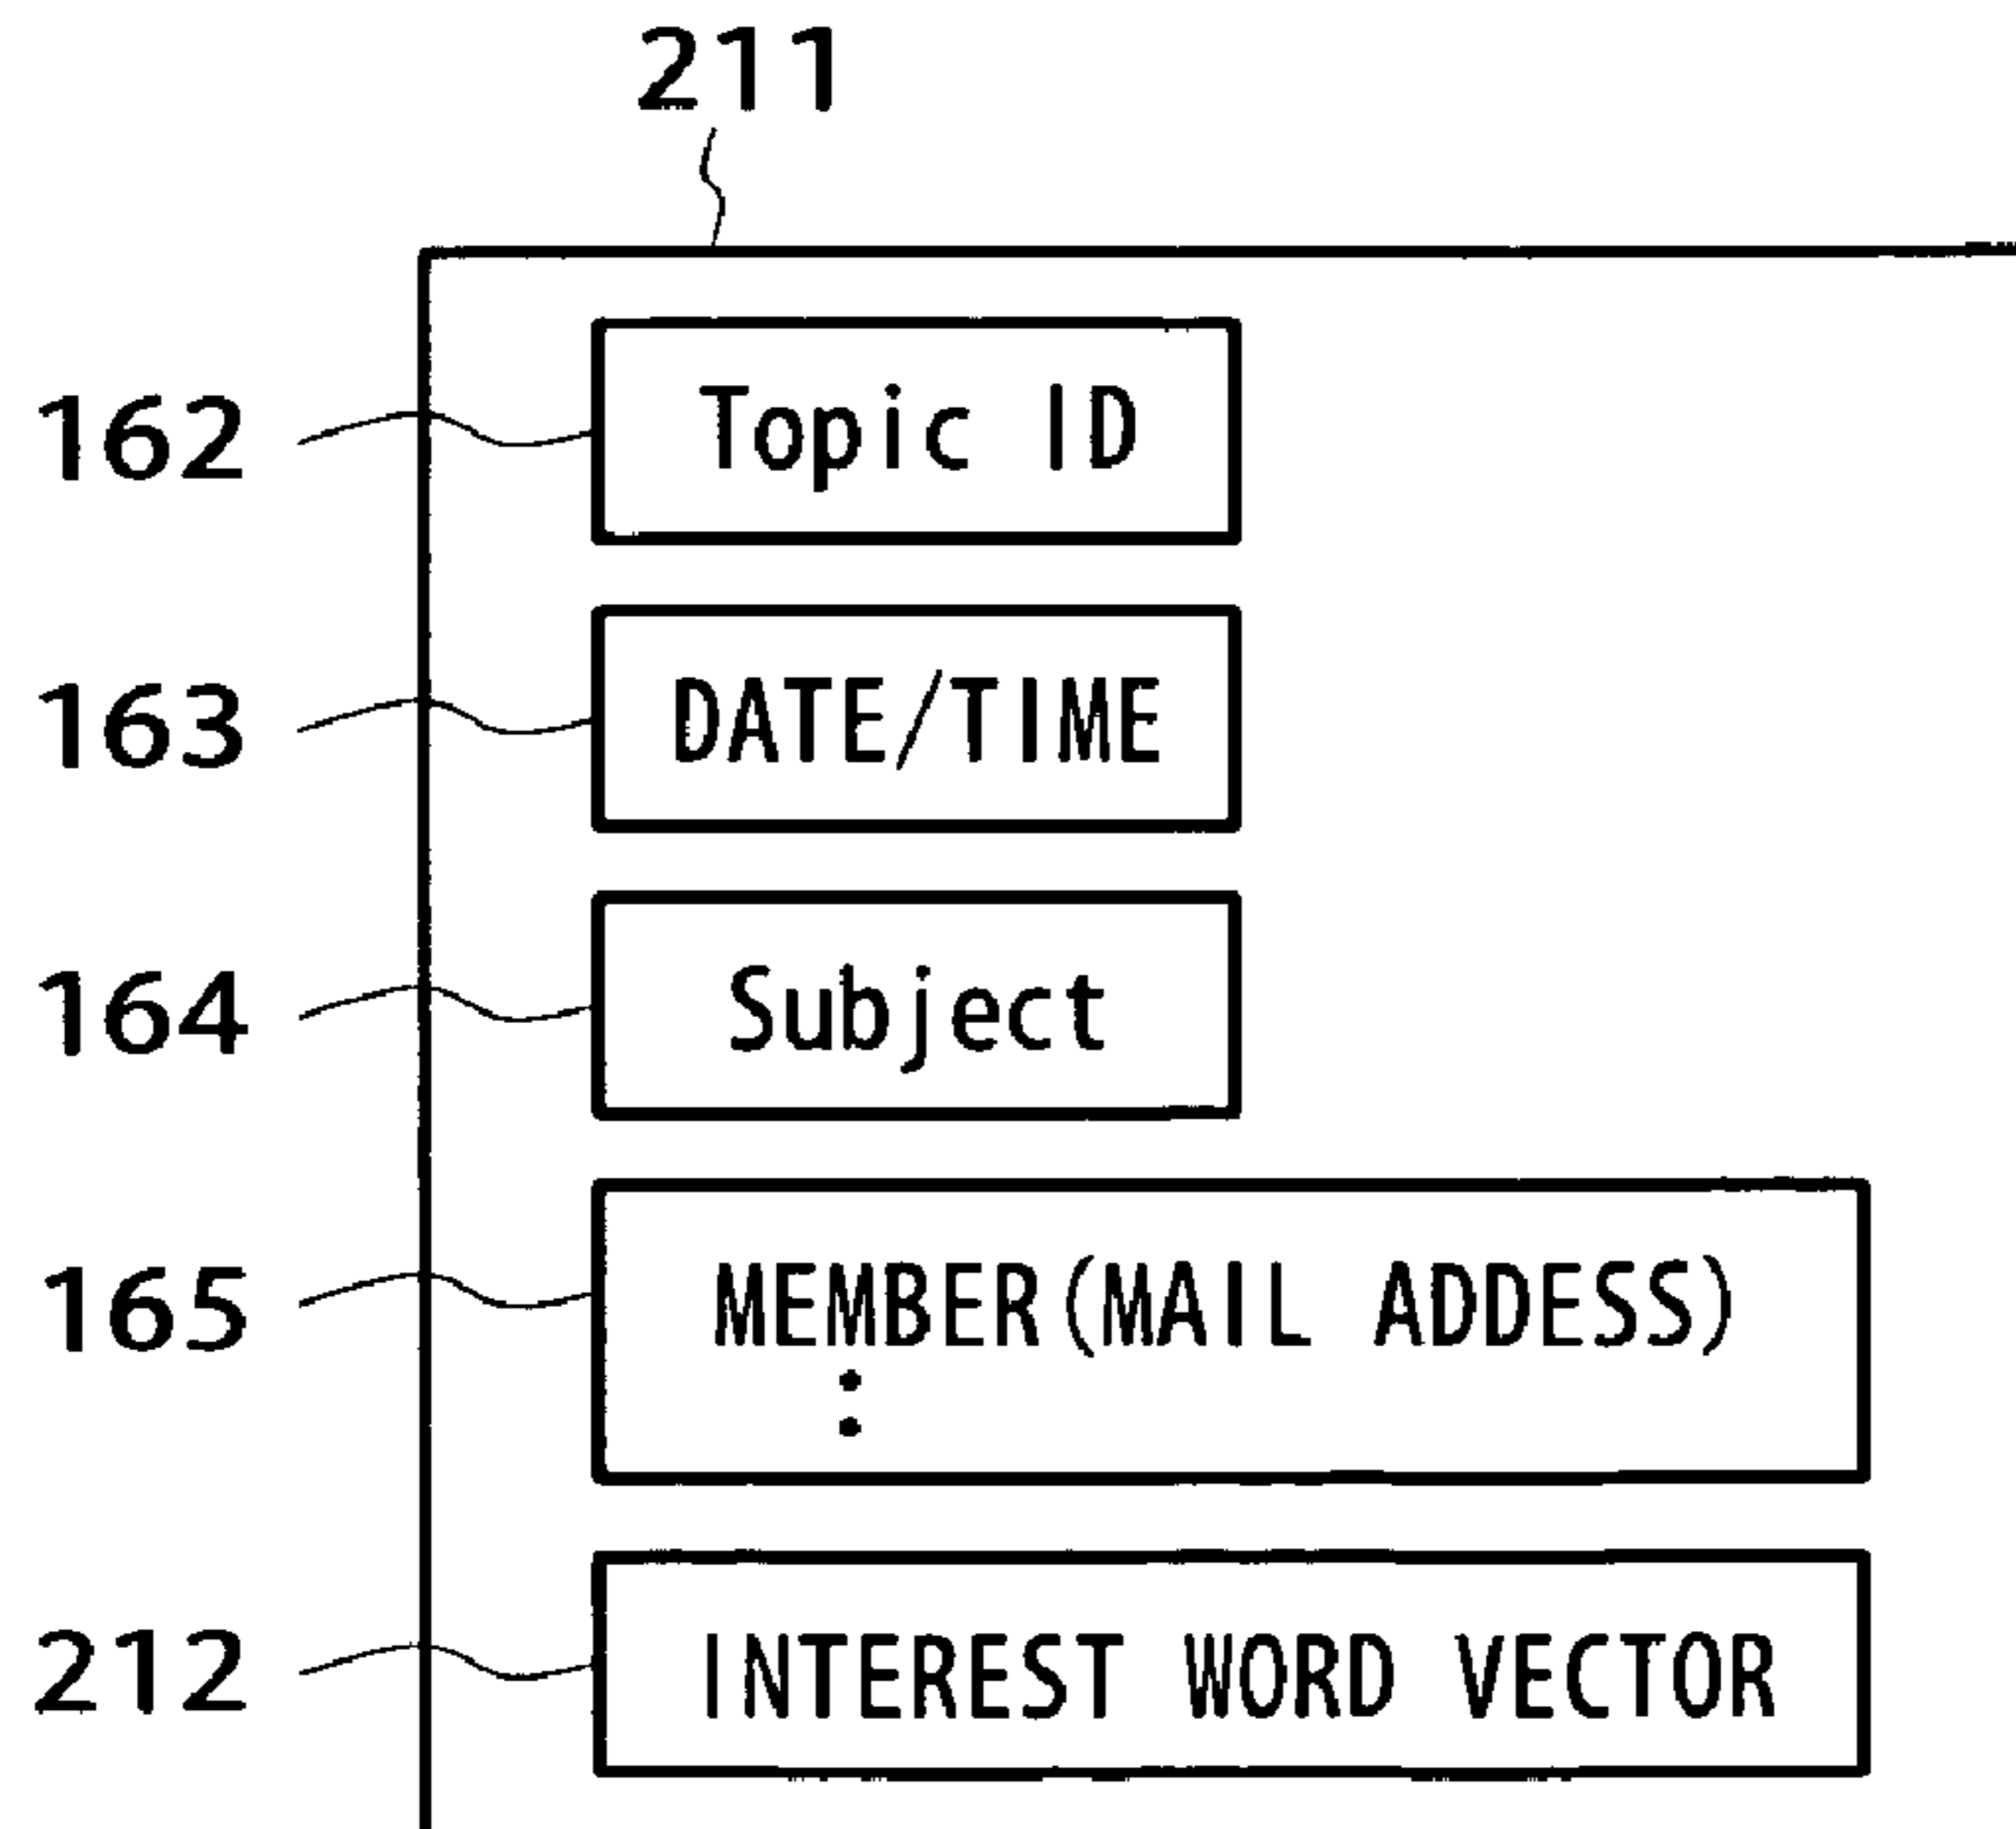 211
162 Topic ID
163 DATE/TIME
164 Subject
165 MEMBER(MAIL ADDESS)
:
212 INTEREST WORD VECTOR